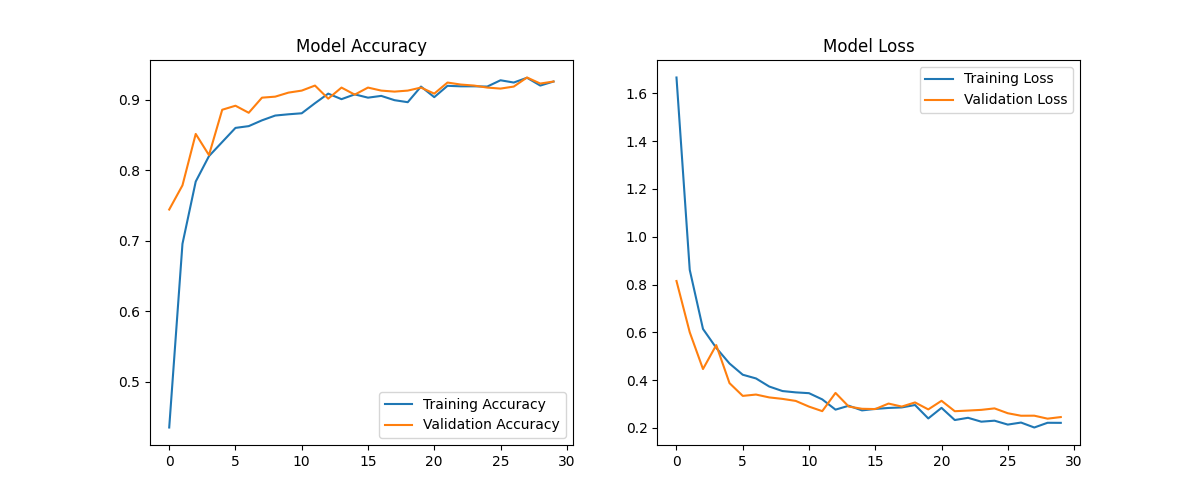 Model Accuracy
0.9
0.8
0.7
0.6
0.5
0 5 10 15 20 25 30
Training Accuracy
Validation Accuracy
Model Loss
1.6
1.4
1.2
1.0
0.8
0.6
0.4
0.2
0 5 10 15 20 25 30
Training Loss
Validation Loss